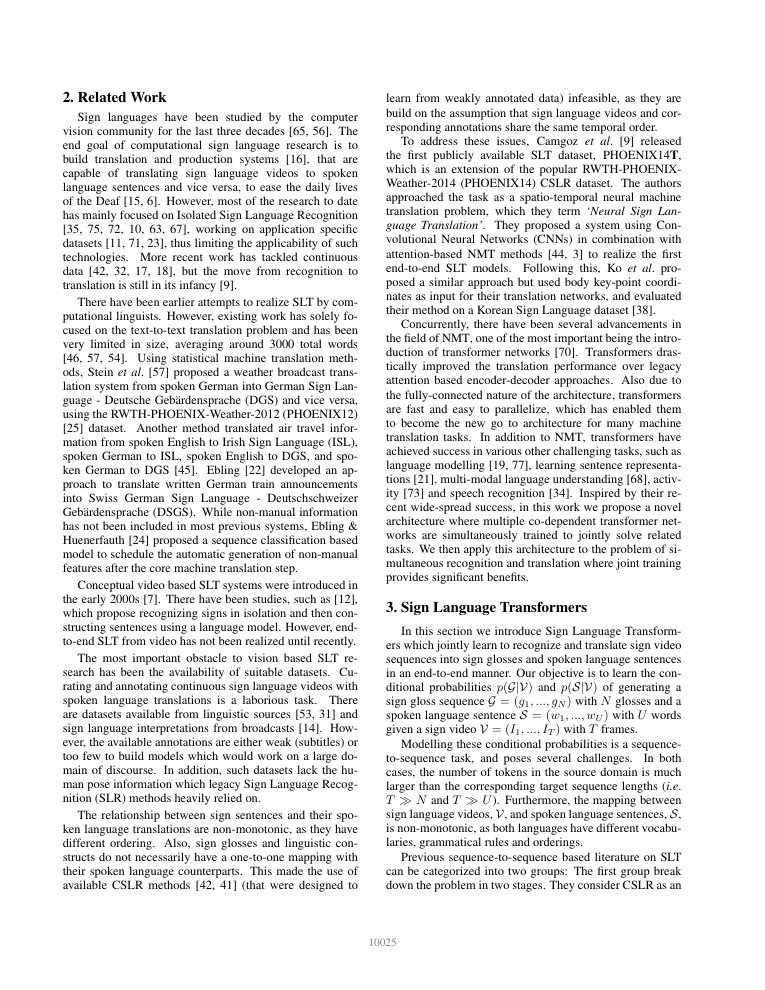 2. Related Work
Sign languages have been studied by the computer
vision community for the last three decades [65, 56]. The
end goal of computational sign language research is to
build translation and production systems [16], that are
capable of translating sign language videos to spoken
language sentences and vice versa, to ease the daily lives
of the Deaf [15, 6]. However, most of the research to date
has mainly focused on Isolated Sign Language Recognition
[35, 75, 72, 10, 63, 67], working on application specific
datasets [11, 71, 23], thus limiting the applicability of such
technologies. More recent work has tackled continuous
data [42, 32, 17, 18], but the move from recognition to
translation is still in its infancy [9].
There have been earlier attempts to realize SLT by com-
putational linguists. However, existing work has solely fo-
cused on the text-to-text translation problem and has been
very limited in size, averaging around 3000 total words
[46, 57, 54]. Using statistical machine translation meth-
ods, Stein et al. [57] proposed a weather broadcast trans-
lation system from spoken German into German Sign Lan-
guage - Deutsche Gebärdensprache (DGS) and vice versa,
using the RWTH-PHOENIX-Weather-2012 (PHOENIX12)
[25] dataset. Another method translated air travel infor-
mation from spoken English to Irish Sign Language (ISL),
spoken German to ISL, spoken English to DGS, and spo-
ken German to DGS [45]. Ebling [22] developed an ap-
proach to translate written German train announcements
into Swiss German Sign Language - Deutschschweizer
Gebärdensprache (DSGS). While non-manual information
has not been included in most previous systems, Ebling &
Huenerfauth [24] proposed a sequence classification based
model to schedule the automatic generation of non-manual
features after the core machine translation step.
Conceptual video based SLT systems were introduced in
the early 2000s [7]. There have been studies, such as [12],
which propose recognizing signs in isolation and then con-
structing sentences using a language model. However, end-
to-end SLT from video has not been realized until recently.
The most important obstacle to vision based SLT re-
search has been the availability of suitable datasets. Cu-
rating and annotating continuous sign language videos with
spoken language translations is a laborious task. There
are datasets available from linguistic sources [53, 31] and
sign language interpretations from broadcasts [14]. How-
ever, the available annotations are either weak (subtitles) or
too few to build models which would work on a large do-
main of discourse. In addition, such datasets lack the hu-
man pose information which legacy Sign Language Recog-
nition (SLR) methods heavily relied on.
The relationship between sign sentences and their spo-
ken language translations are non-monotonic, as they have
different ordering. Also, sign glosses and linguistic con-
structs do not necessarily have a one-to-one mapping with
their spoken language counterparts. This made the use of
available CSLR methods [42, 41] (that were designed to
learn from weakly annotated data) infeasible, as they are
build on the assumption that sign language videos and cor-
responding annotations share the same temporal order.
To address these issues, Camgoz et al. [9] released
the first publicly available SLT dataset, PHOENIX14T,
which is an extension of the popular RWTH-PHOENIX-
Weather-2014 (PHOENIX14) CSLR dataset. The authors
approached the task as a spatio-temporal neural machine
translation problem, which they term ‘Neural Sign Lan-
guage Translation’. They proposed a system using Con-
volutional Neural Networks (CNNs) in combination with
attention-based NMT methods [44, 3] to realize the first
end-to-end SLT models. Following this, Ko et al. pro-
posed a similar approach but used body key-point coordi-
nates as input for their translation networks, and evaluated
their method on a Korean Sign Language dataset [38].
Concurrently, there have been several advancements in
the field of NMT, one of the most important being the intro-
duction of transformer networks [70]. Transformers dras-
tically improved the translation performance over legacy
attention based encoder-decoder approaches. Also due to
the fully-connected nature of the architecture, transformers
are fast and easy to parallelize, which has enabled them
to become the new go to architecture for many machine
translation tasks. In addition to NMT, transformers have
achieved success in various other challenging tasks, such as
language modelling [19, 77], learning sentence representa-
tions [21], multi-modal language understanding [68], activ-
ity [73] and speech recognition [34]. Inspired by their re-
cent wide-spread success, in this work we propose a novel
architecture where multiple co-dependent transformer net-
works are simultaneously trained to jointly solve related
tasks. We then apply this architecture to the problem of si-
multaneous recognition and translation where joint training
provides significant benefits.
3. Sign Language Transformers
In this section we introduce Sign Language Transform-
ers which jointly learn to recognize and translate sign video
sequences into sign glosses and spoken language sentences
in an end-to-end manner. Our objective is to learn the con-
ditional probabilities p(G|V) and p(S|V) of generating a
sign gloss sequence G = (g1, ..., gN) with N glosses and a
spoken language sentence S = (w1, ..., wU) with U words
given a sign video V = (I1, ..., IT) with T frames.
Modelling these conditional probabilities is a sequence-
to-sequence task, and poses several challenges. In both
cases, the number of tokens in the source domain is much
larger than the corresponding target sequence lengths (i.e.
T ≫ N and T ≫ U). Furthermore, the mapping between
sign language videos, V, and spoken language sentences, S,
is non-monotonic, as both languages have different vocabu-
laries, grammatical rules and orderings.
Previous sequence-to-sequence based literature on SLT
can be categorized into two groups: The first group break
down the problem in two stages. They consider CSLR as an
10025